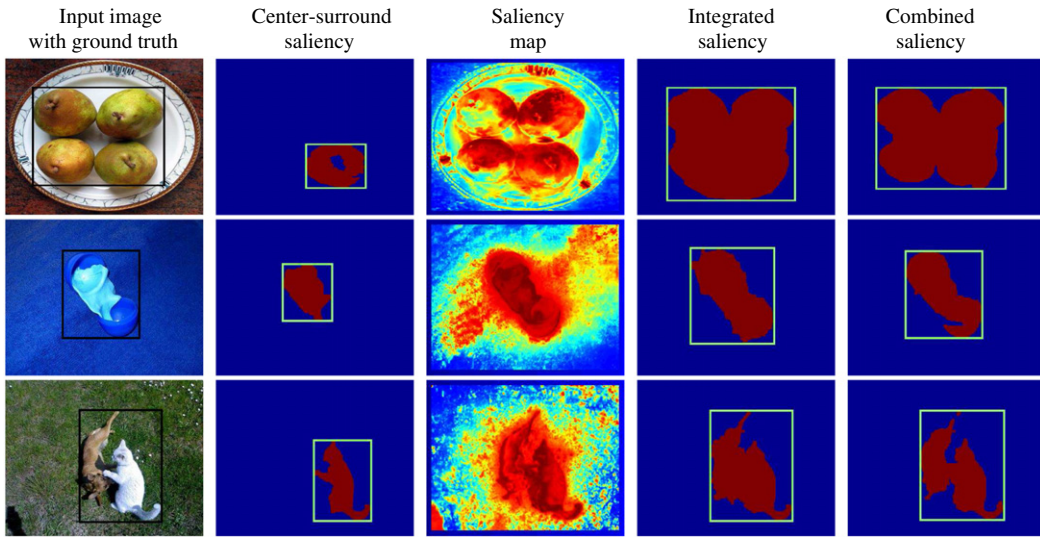 Input image
with ground truth
Center-surround
saliency
Saliency
map
Integrated
saliency
Combined
saliency